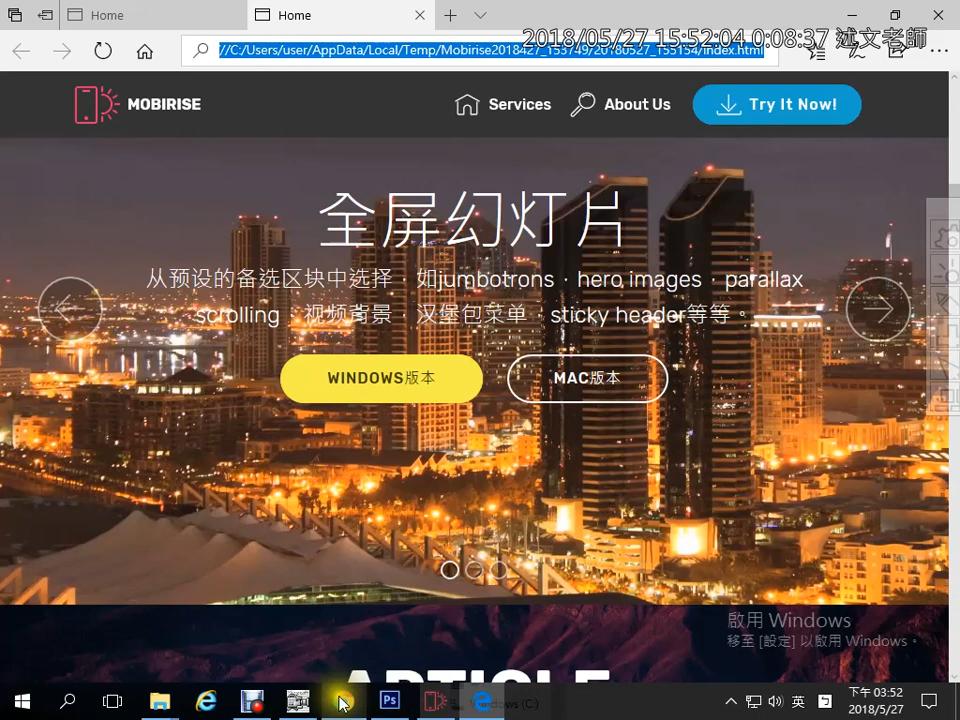 Home
Home
//C:/Users/user/AppData/Local/Temp/Mobirise2018427_153749/20180527_155154/index.html
2018/05/27 15:52:04 0:08:37 述文老師
MOBIRISE
Services
About Us
Try It Now!
全屏幻灯片
从预设的备选区块中选择，如jumbotrons，hero images，parallax
scrolling，视频背景，汉堡包菜单，sticky header等等。
WINDOWS版本
MAC版本
啟用 Windows
移至 [設定] 以啟用 Windows。
ARTICLE
Ps
Windows (C:)
英
下午 03:52
2018/5/27